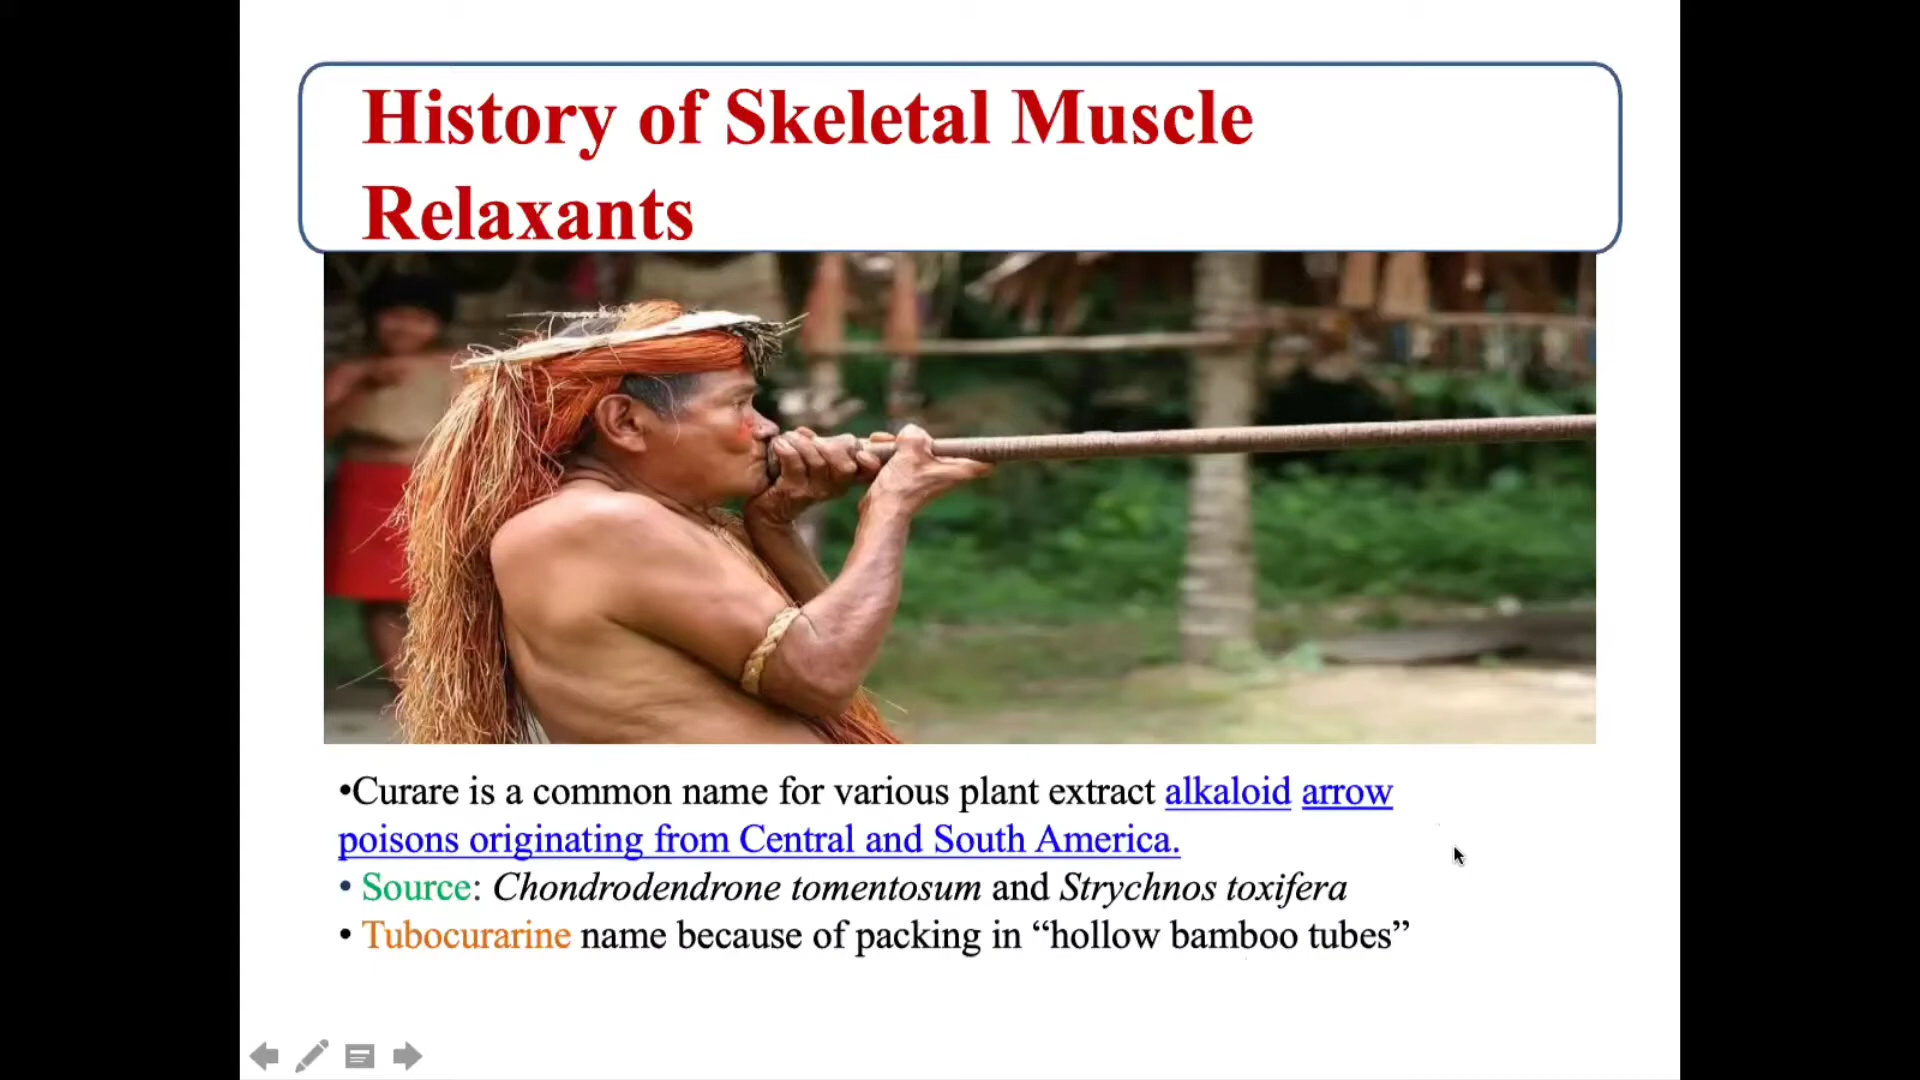 History of Skeletal Muscle
Relaxants
•Curare is a common name for various plant extract alkaloid arrow
poisons originating from Central and South America.
• Source: Chondrodendrone tomentosum and Strychnos toxifera
• Tubocurarine name because of packing in “hollow bamboo tubes”